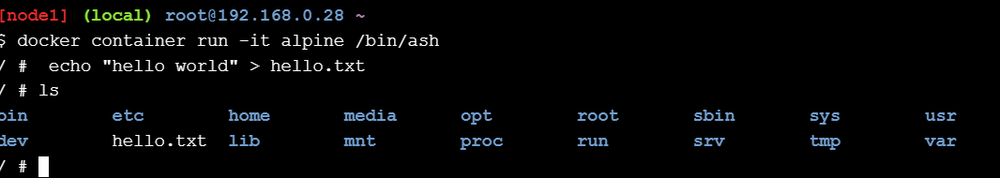 [node1] (local) root@192.168.0.28 ~
$ docker container run -it alpine /bin/ash
/ #  echo "hello world" > hello.txt
/ # ls
bin etc home media opt root sbin sys usr
dev hello.txt lib mnt proc run srv tmp var
/ #